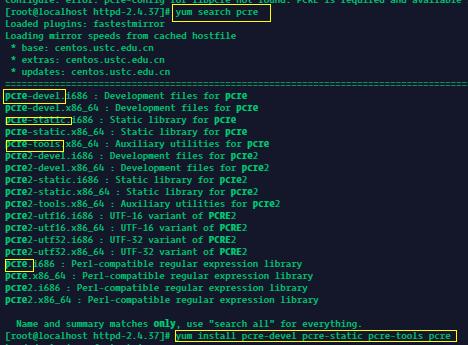 configure: error: pcre-config for libpcre not found. PCRE is required and available
[root@localhost httpd-2.4.37]# yum search pcre
Loaded plugins: fastestmirror
Loading mirror speeds from cached hostfile
 * base: centos.ustc.edu.cn
 * extras: centos.ustc.edu.cn
 * updates: centos.ustc.edu.cn
pcre-devel.i686 : Development files for pcre
pcre-devel.x86_64 : Development files for pcre
pcre-static.i686 : Static library for pcre
pcre-static.x86_64 : Static library for pcre
pcre-tools.x86_64 : Auxiliary utilities for pcre
pcre2-devel.i686 : Development files for pcre2
pcre2-devel.x86_64 : Development files for pcre2
pcre2-static.i686 : Static library for pcre2
pcre2-static.x86_64 : Static library for pcre2
pcre2-tools.x86_64 : Auxiliary utilities for pcre2
pcre2-utf16.i686 : UTF-16 variant of PCRE2
pcre2-utf16.x86_64 : UTF-16 variant of PCRE2
pcre2-utf32.i686 : UTF-32 variant of PCRE2
pcre2-utf32.x86_64 : UTF-32 variant of PCRE2
pcre.i686 : Perl-compatible regular expression library
pcre.x86_64 : Perl-compatible regular expression library
pcre2.i686 : Perl-compatible regular expression library
pcre2.x86_64 : Perl-compatible regular expression library
  Name and summary matches only, use "search all" for everything.
[root@localhost httpd-2.4.37]# yum install pcre-devel pcre-static pcre-tools pcre